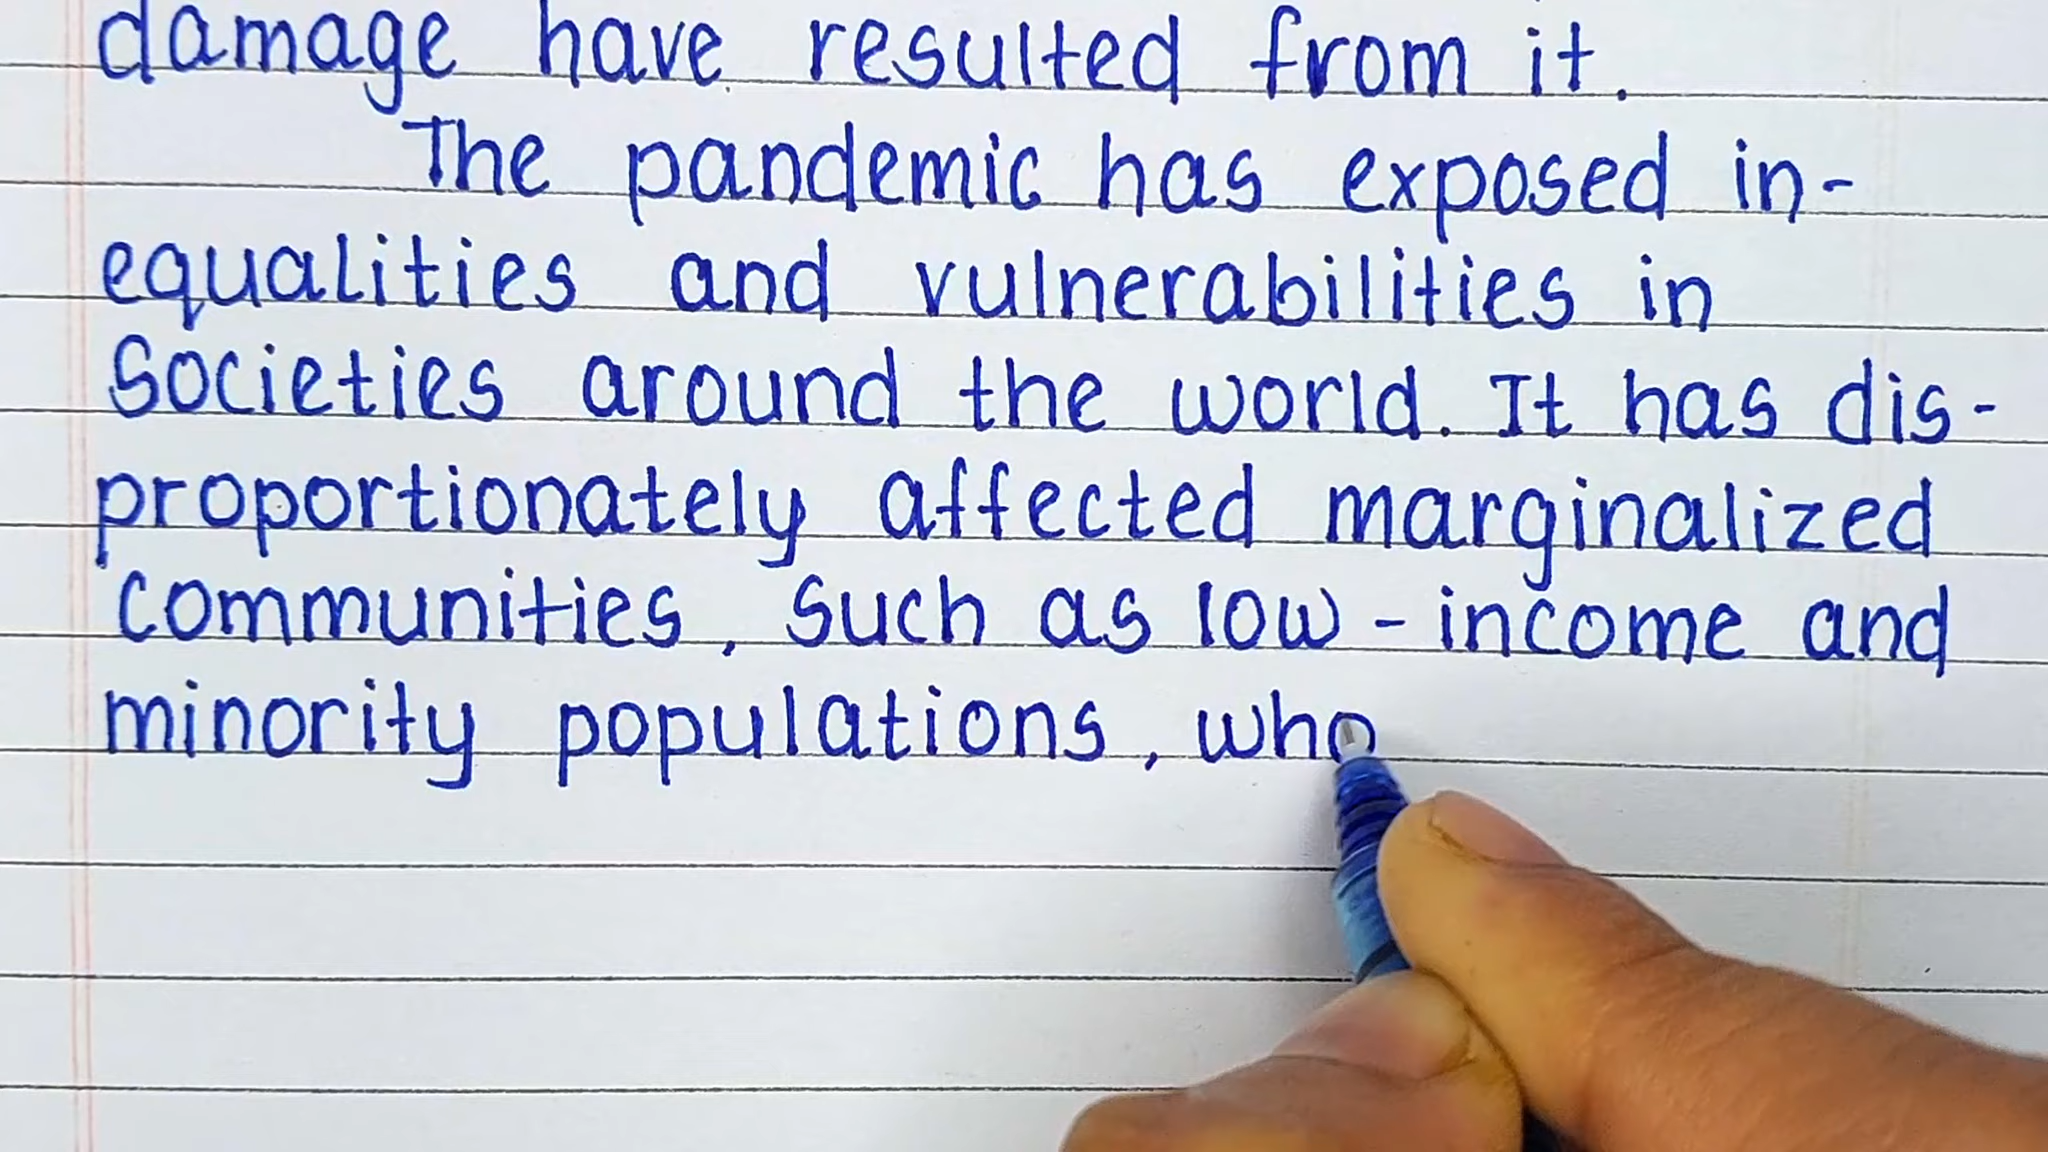 damage have resulted from it.
The pandemic has exposed in-
equalities and vulnerabilities in
Societies around the world. It has dis-
proportionately affected marginalized
communities, such as low-income and
minority populations, who